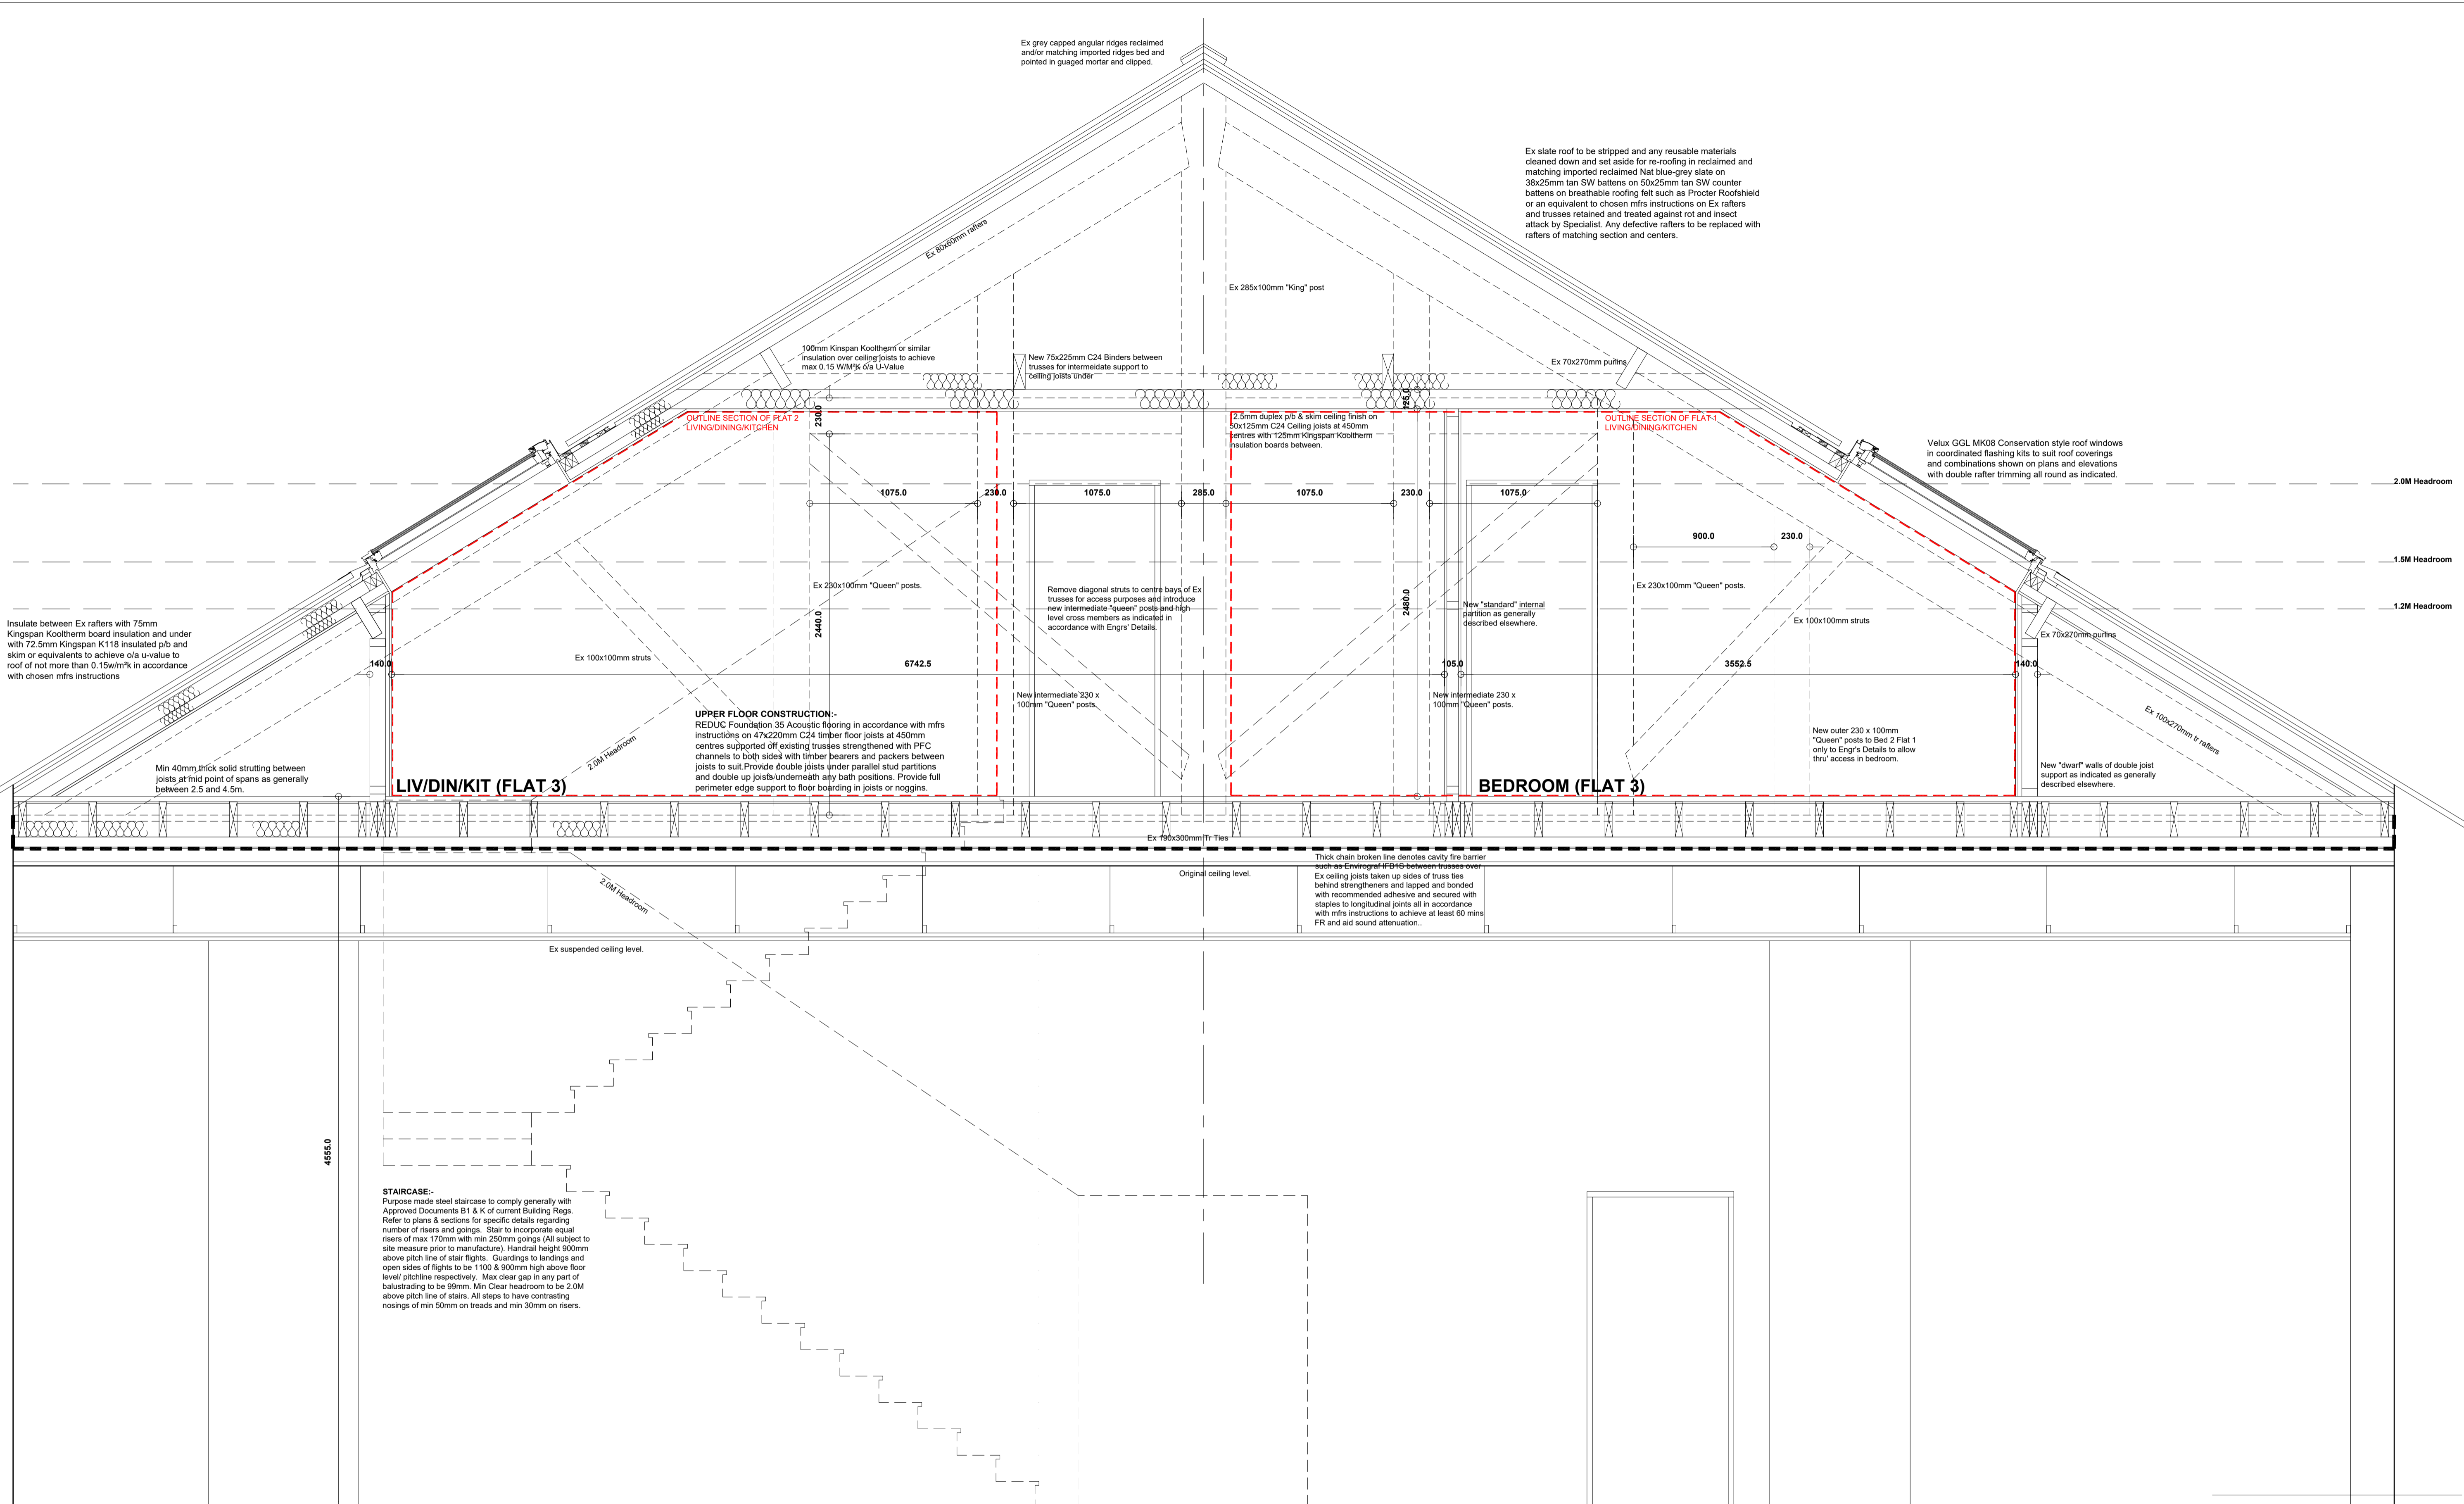 Ex grey capped angular ridges reclaimed
and/or matching imported ridges bed and
pointed in guaged mortar and clipped.
Ex slate roof to be stripped and any reusable materials
cleaned down and set aside for re-roofing in reclaimed and
matching imported reclaimed Nat blue-grey slate on
38x25mm tan SW battens on 50x25mm tan SW counter
battens on breathable roofing felt such as Procter Roofshield
or an equivalent to chosen mfrs instructions on Ex rafters
and trusses retained and treated against rot and insect
attack by Specialist. Any defective rafters to be replaced with
rafters of matching section and centers.
Ex 80x60mm rafters
Ex 285x100mm "King" post
100mm Kinspan Kooltherm or similar
insulation over ceiling joists to achieve
max 0.15 W/M²K o/a U-Value
New 75x225mm C24 Binders between
trusses for intermeidate support to
ceiling joists under
Ex 70x270mm purlins
OUTLINE SECTION OF FLAT 2
LIVING/DINING/KITCHEN
230.0
2.5mm duplex p/b & skim ceiling finish on
50x125mm C24 Ceiling joists at 450mm
centres with 125mm Kingspan Kooltherm
insulation boards between.
125.0
OUTLINE SECTION OF FLAT 1
LIVING/DINING/KITCHEN
Velux GGL MK08 Conservation style roof windows
in coordinated flashing kits to suit roof coverings
and combinations shown on plans and elevations
with double rafter trimming all round as indicated.
2.0M Headroom
1075.0
230.0
1075.0
285.0
1075.0
230.0
1075.0
900.0
230.0
1.5M Headroom
Ex 230x100mm "Queen" posts.
Remove diagonal struts to centre bays of Ex
trusses for access purposes and introduce
new intermediate "queen" posts and high
level cross members as indicated in
accordance with Engrs' Details.
2440.0
2480.0
New "standard" internal
partition as generally
described elsewhere.
Ex 230x100mm "Queen" posts.
1.2M Headroom
Ex 100x100mm struts
Ex 70x270mm purlins
Insulate between Ex rafters with 75mm
Kingspan Kooltherm board insulation and under
with 72.5mm Kingspan K118 insulated p/b and
skim or equivalents to achieve o/a u-value to
roof of not more than 0.15w/m²k in accordance
with chosen mfrs instructions
Ex 100x100mm struts
140.0
6742.5
105.0
3552.5
140.0
New intermediate 230 x
100mm "Queen" posts.
New intermediate 230 x
100mm "Queen" posts.
Ex 100x270mm tr rafters
UPPER FLOOR CONSTRUCTION:-
REDUC Foundation 35 Acoustic flooring in accordance with mfrs
instructions on 47x220mm C24 timber floor joists at 450mm
centres supported off existing trusses strengthened with PFC
channels to both sides with timber bearers and packers between
joists to suit.Provide double joists under parallel stud partitions
and double up joists underneath any bath positions. Provide full
perimeter edge support to floor boarding in joists or noggins.
2.0M Headroom
New outer 230 x 100mm
"Queen" posts to Bed 2 Flat 1
only to Engr's Details to allow
thru' access in bedroom.
Min 40mm thick solid strutting between
joists at mid point of spans as generally
between 2.5 and 4.5m.
New "dwarf" walls of double joist
support as indicated as generally
described elsewhere.
LIV/DIN/KIT (FLAT 3)
BEDROOM (FLAT 3)
Ex 190x300mm Tr Ties
Original ceiling level.
Thick chain broken line denotes cavity fire barrier
such as Envirograf IFB1S between trusses over
Ex ceiling joists taken up sides of truss ties
behind strengtheners and lapped and bonded
with recommended adhesive and secured with
staples to longitudinal joints all in accordance
with mfrs instructions to achieve at least 60 mins
FR and aid sound attenuation..
2.0M Headroom
Ex suspended ceiling level.
4555.0
STAIRCASE:-
Purpose made steel staircase to comply generally with
Approved Documents B1 & K of current Building Regs.
Refer to plans & sections for specific details regarding
number of risers and goings. Stair to incorporate equal
risers of max 170mm with min 250mm goings (All subject to
site measure prior to manufacture). Handrail height 900mm
above pitch line of stair flights. Guardings to landings and
open sides of flights to be 1100 & 900mm high above floor
level/ pitchline respectively. Max clear gap in any part of
balustrading to be 99mm. Min Clear headroom to be 2.0M
above pitch line of stairs. All steps to have contrasting
nosings of min 50mm on treads and min 30mm on risers.